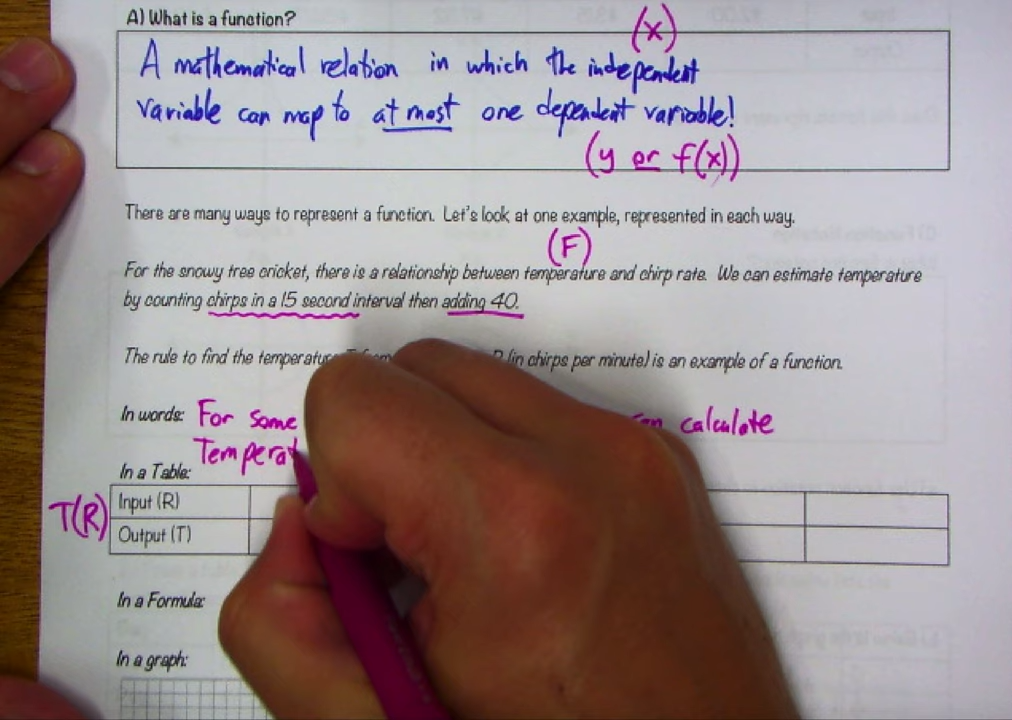 A) What is a function?
(x)
A mathematical relation in which the independent
variable can map to at most one dependent variable!
(y or f(x))
There are many ways to represent a function. Let's look at one example, represented in each way.
(F)
For the snowy tree cricket, there is a relationship between temperature and chirp rate. We can estimate temperature
by counting chirps in a 15 second interval then adding 40.
The rule to find the temperature (in chirps per minute) is an example of a function.
In words: For some calculate
Temperat
In a Table:
T(R) Input (R)
Output (T)
In a Formula:
In a graph: